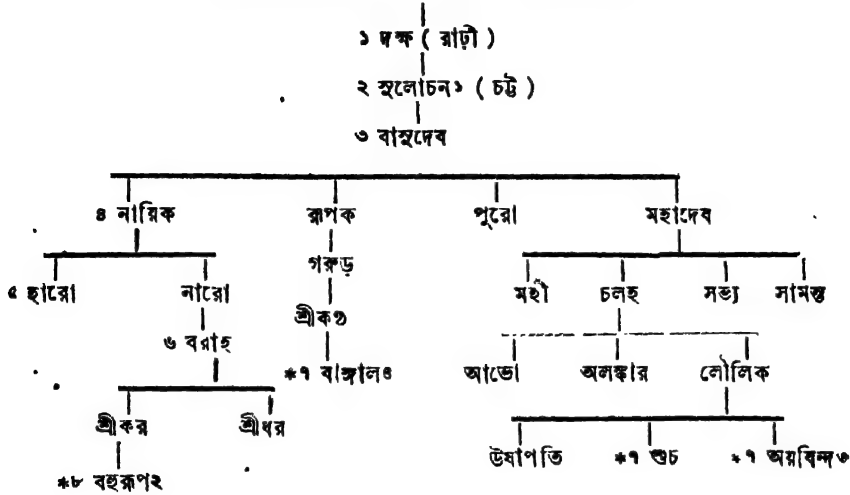 ১ দক্ষ ( রাঢ়ী )
২ সুলোচন১ ( চট্ট )
৩ বাসুদেব
৪ নায়িক রূপক পুরো মহাদেব
গরুড়
৫ হারো নারো মহী চলহ সভ্য সামন্ত
শ্রীকণ্ঠ
৬ বরাহ
*৭ বাঙ্গাল৪ আভো অলঙ্কার লৌলিক
শ্রীকর শ্রীধর
উষাপতি *৭ শুচ *৭ অরবিন্দ৩
*৮ বহুরূপ২